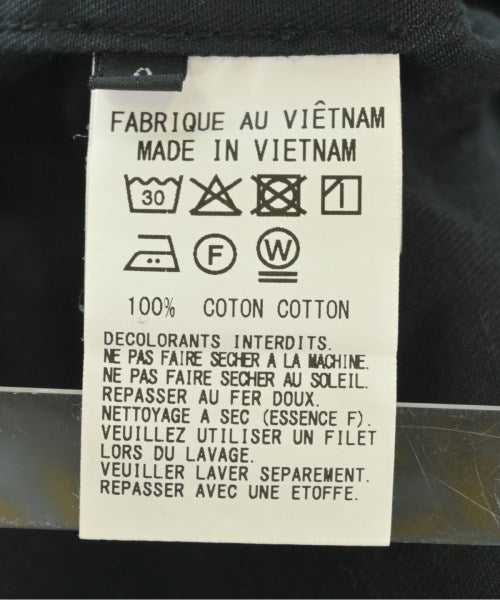 FABRIQUE AU VIÊTNAM
MADE IN VIETNAM
30
F W
100% COTON COTTON
DECOLORANTS INTERDITS.
NE PAS FAIRE SECHER A LA MACHINE.
NE PAS FAIRE SECHER AU SOLEIL.
REPASSER AU FER DOUX.
NETTOYAGE A SEC (ESSENCE F).
VEUILLEZ UTILISER UN FILET
LORS DU LAVAGE.
VEUILLER LAVER SEPAREMENT.
REPASSER AVEC UNE ETOFFE.